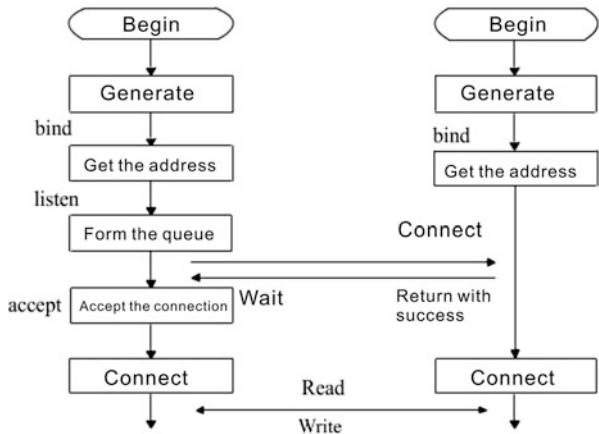 Begin
Begin
Generate
Generate
bind
bind
Get the address
Get the address
listen
Form the queue
Connect
accept
Accept the connection
Wait
Return with
success
Connect
Connect
Read
Write